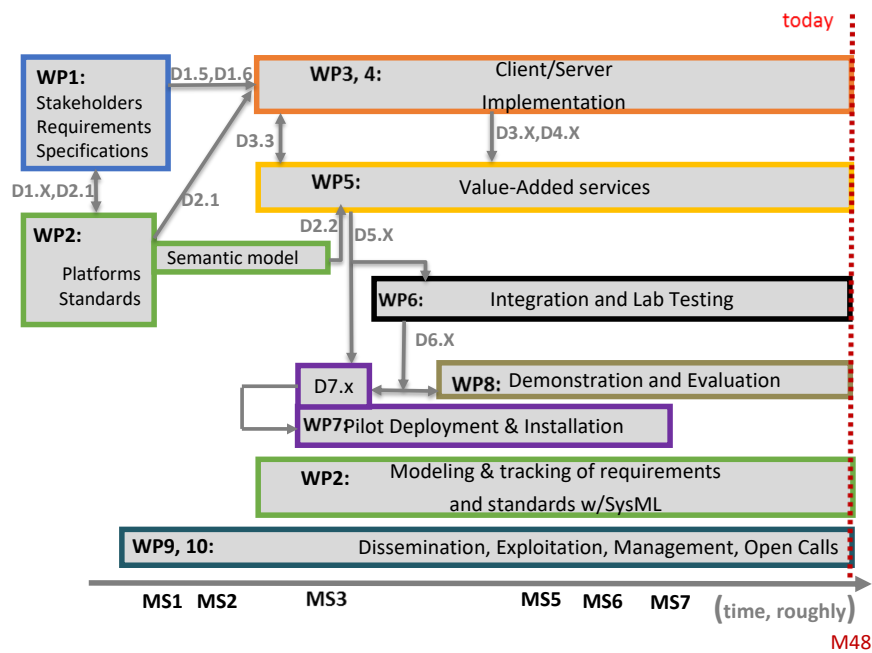 today
WP1:
Stakeholders
Requirements
Specifications
D1.5,D1.6
WP3, 4:
Client/Server
Implementation
D3.3
D3.X,D4.X
D1.X,D2.1
D2.1
WP5:
Value-Added services
WP2:
Platforms
Standards
Semantic model
D2.2
D5.X
WP6:
Integration and Lab Testing
D6.X
D7.x
WP8:
Demonstration and Evaluation
WP7:
Pilot Deployment & Installation
WP2:
Modeling & tracking of requirements
and standards w/SysML
WP9, 10:
Dissemination, Exploitation, Management, Open Calls
MS1
MS2
MS3
MS5
MS6
MS7
(time, roughly)
M48